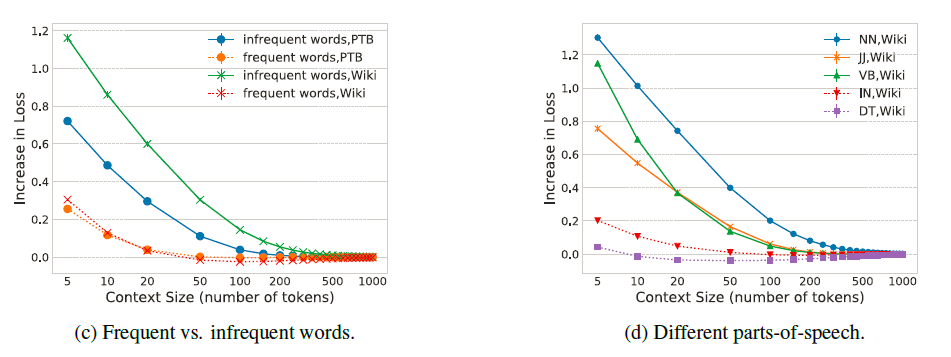 1.2
1.0
0.8
0.6
0.4
0.2
0.0
Increase in Loss
infrequent words,PTB
frequent words,PTB
infrequent words,Wiki
frequent words,Wiki
5 10 20 50 100 200 500 1000
Context Size (number of tokens)
(c) Frequent vs. infrequent words.
1.2
1.0
0.8
0.6
0.4
0.2
0.0
Increase in Loss
NN,Wiki
JJ,Wiki
VB,Wiki
IN,Wiki
DT,Wiki
5 10 20 50 100 200 500 1000
Context Size (number of tokens)
(d) Different parts-of-speech.